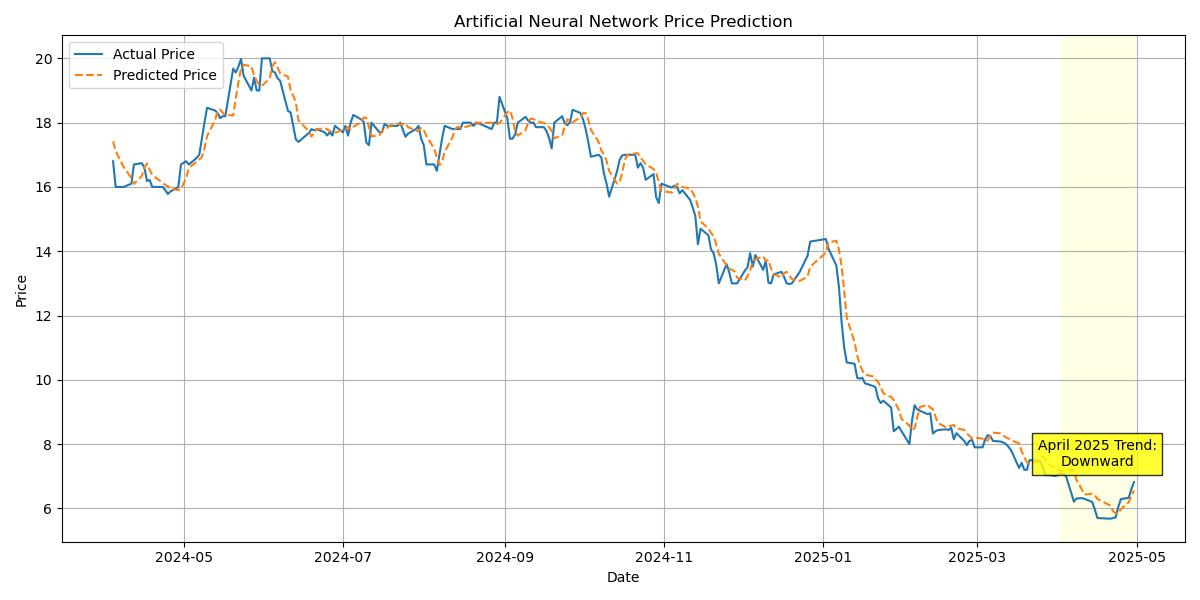 Artificial Neural Network Price Prediction
Actual Price
Predicted Price
Price
20
18
16
14
12
10
8
6
April 2025 Trend:
Downward
2024-05
2024-07
2024-09
2024-11
2025-01
2025-03
2025-05
Date